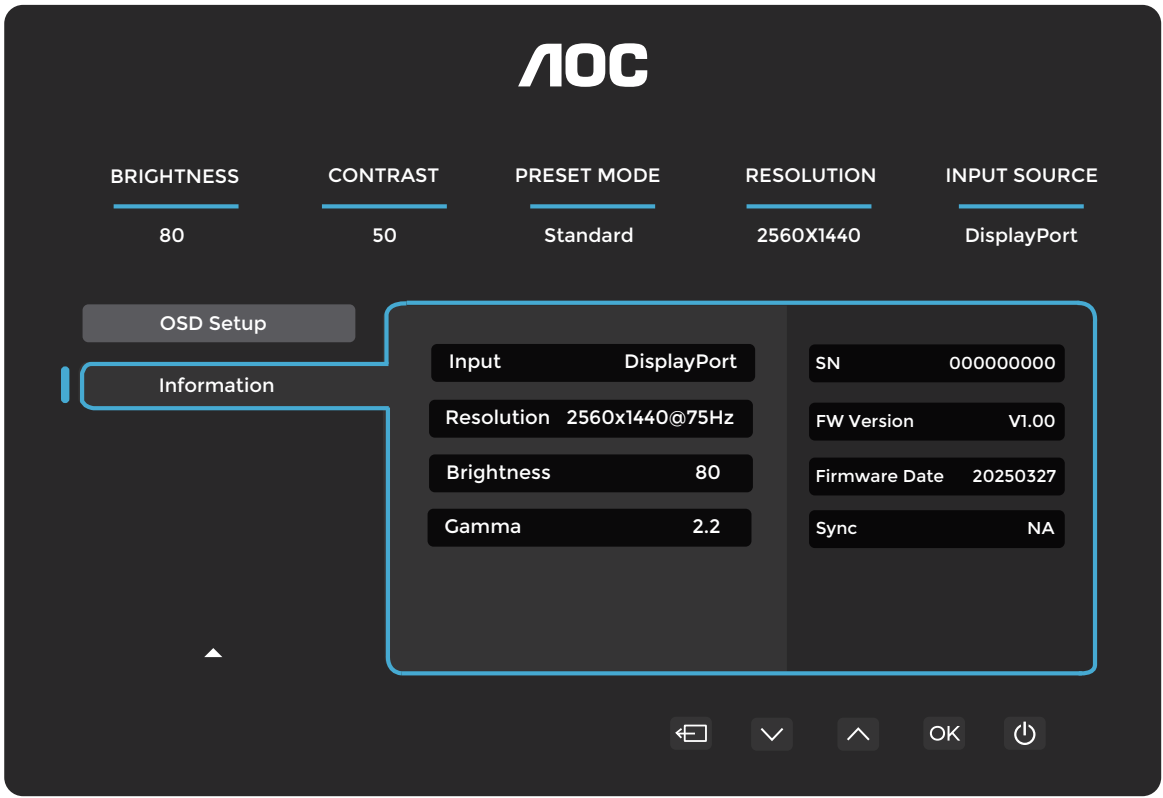 AOC
BRIGHTNESS CONTRAST PRESET MODE RESOLUTION INPUT SOURCE
80 50 Standard 2560X1440 DisplayPort
OSD Setup
Information
Input DisplayPort
Resolution 2560x1440@75Hz
Brightness 80
Gamma 2.2
SN 000000000
FW Version V1.00
Firmware Date 20250327
Sync NA
OK